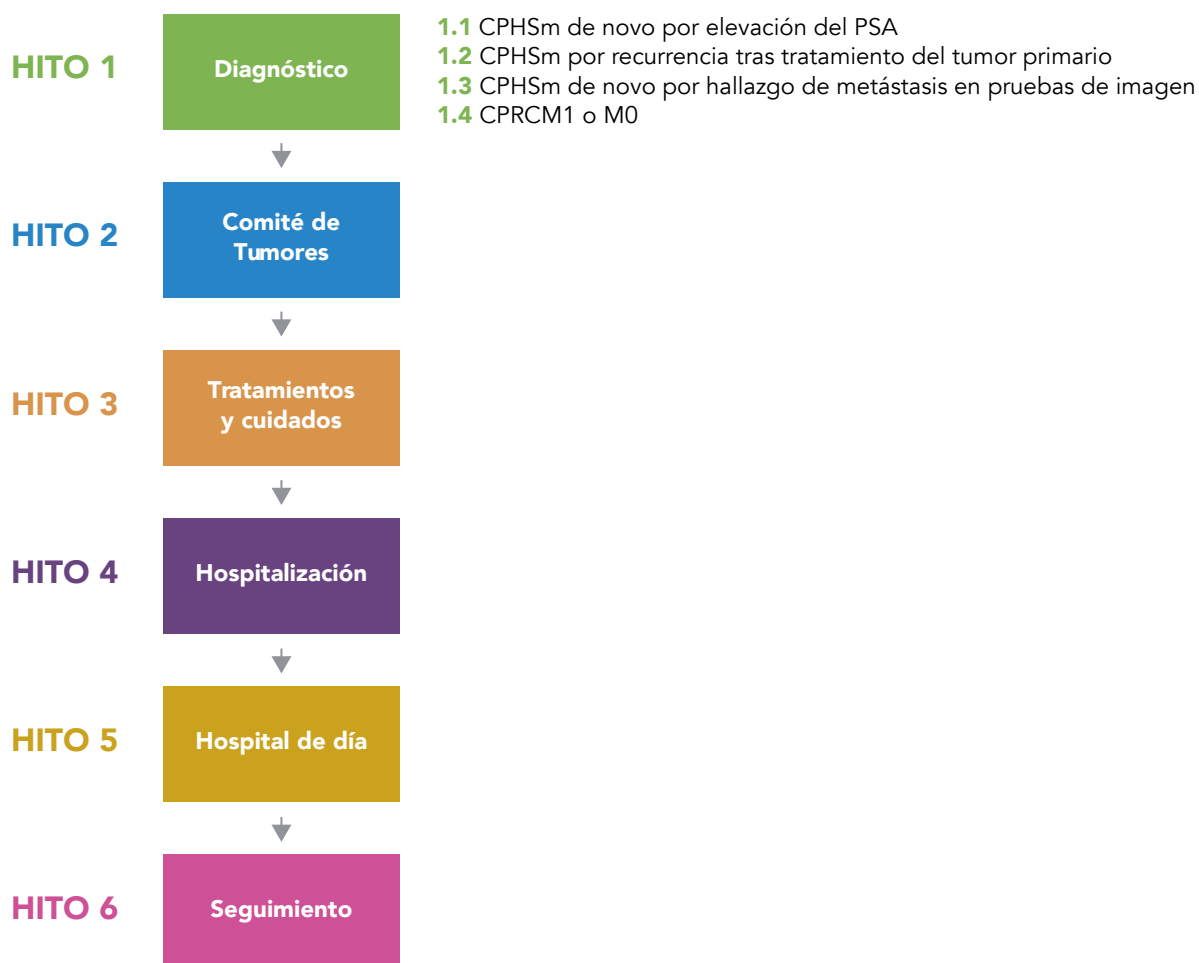 HITO 1
Diagnóstico
1.1 CPHSm de novo por elevación del PSA
1.2 CPHSm por recurrencia tras tratamiento del tumor primario
1.3 CPHSm de novo por hallazgo de metástasis en pruebas de imagen
1.4 CPRCM1 o M0
HITO 2
Comité de
Tumores
HITO 3
Tratamientos
y cuidados
HITO 4
Hospitalización
HITO 5
Hospital de día
HITO 6
Seguimiento